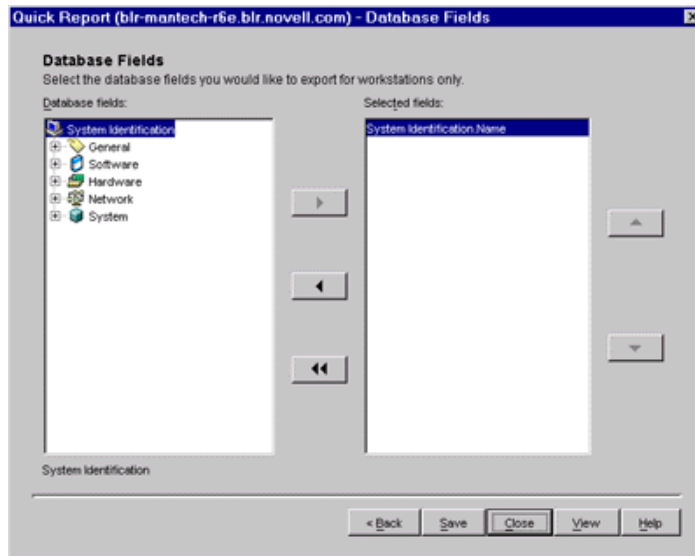 Quick Report (blr-mantech-r6e.blr.novell.com) - Database Fields
Database Fields
Select the database fields you would like to export for workstations only.
Database fields:
Selected fields:
System Identification
General
Software
Hardware
Network
System
System Identification.Name
System Identification
< Back
Save
Close
View
Help